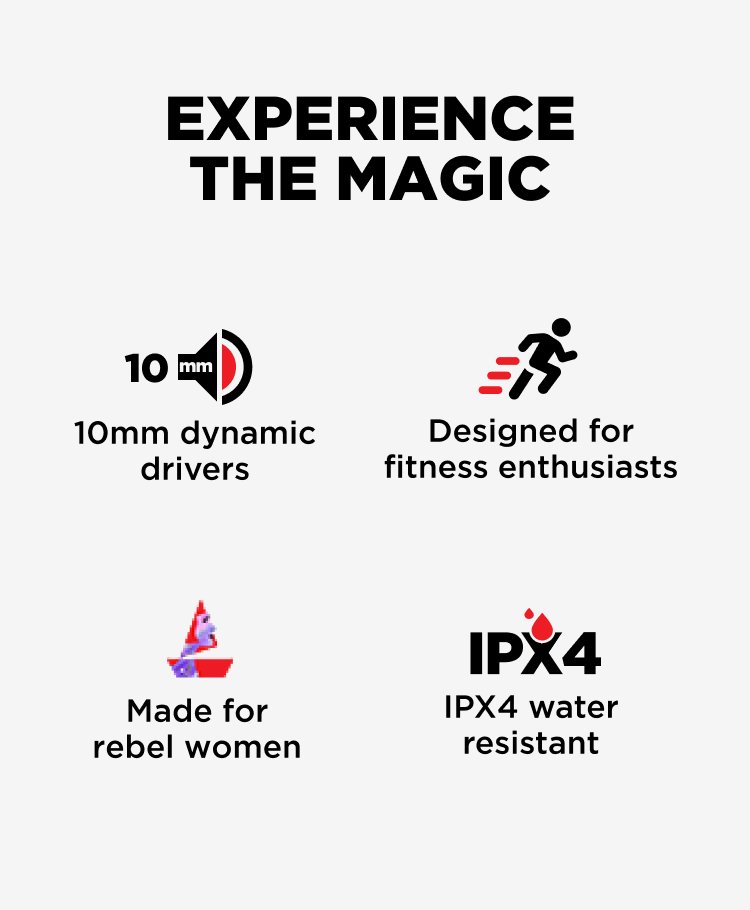 EXPERIENCE
THE MAGIC
10 mm
10mm dynamic
drivers
Designed for
fitness enthusiasts
Made for
rebel women
IPX4
IPX4 water
resistant